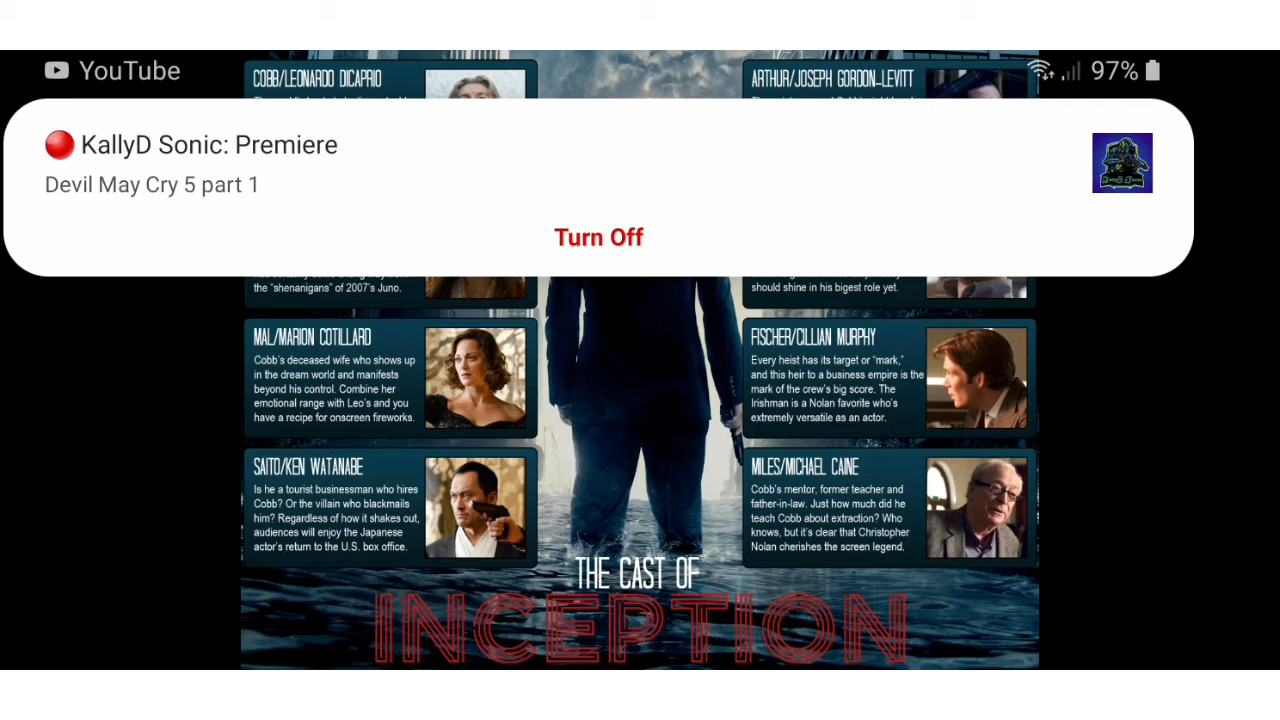 YouTube
97%
KallyD Sonic: Premiere
Devil May Cry 5 part 1
Turn Off
COBB/LEONARDO DICAPRIO
ARTHUR/JOSEPH GORDON-LEVITT
the "shenanigans" of 2007's Juno.
should shine in his biggest role yet.
MAL/MARION COTILLARD
Cobb's deceased wife who shows up
in the dream world and manifests
beyond his control. Combine her
emotional range with Leo's and you
have a recipe for onscreen fireworks.
FISCHER/CILLIAN MURPHY
Every heist has its target or "mark,"
and this heir to a business empire is the
mark of the crew's big score. The
Irishman is a Nolan favorite who's
extremely versatile as an actor.
SAITO/KEN WATANABE
Is he a tourist businessman who hires
Cobb? Or the villain who blackmails
him? Regardless of how it shakes out,
audiences will enjoy the Japanese
actor's return to the U.S. box office.
MILES/MICHAEL CAINE
Cobb's mentor, former teacher and
father-in-law. Just how much did he
teach Cobb about extraction? Who
knows, but it's clear that Christopher
Nolan cherishes the screen legend.
THE CAST OF
INCEPTION